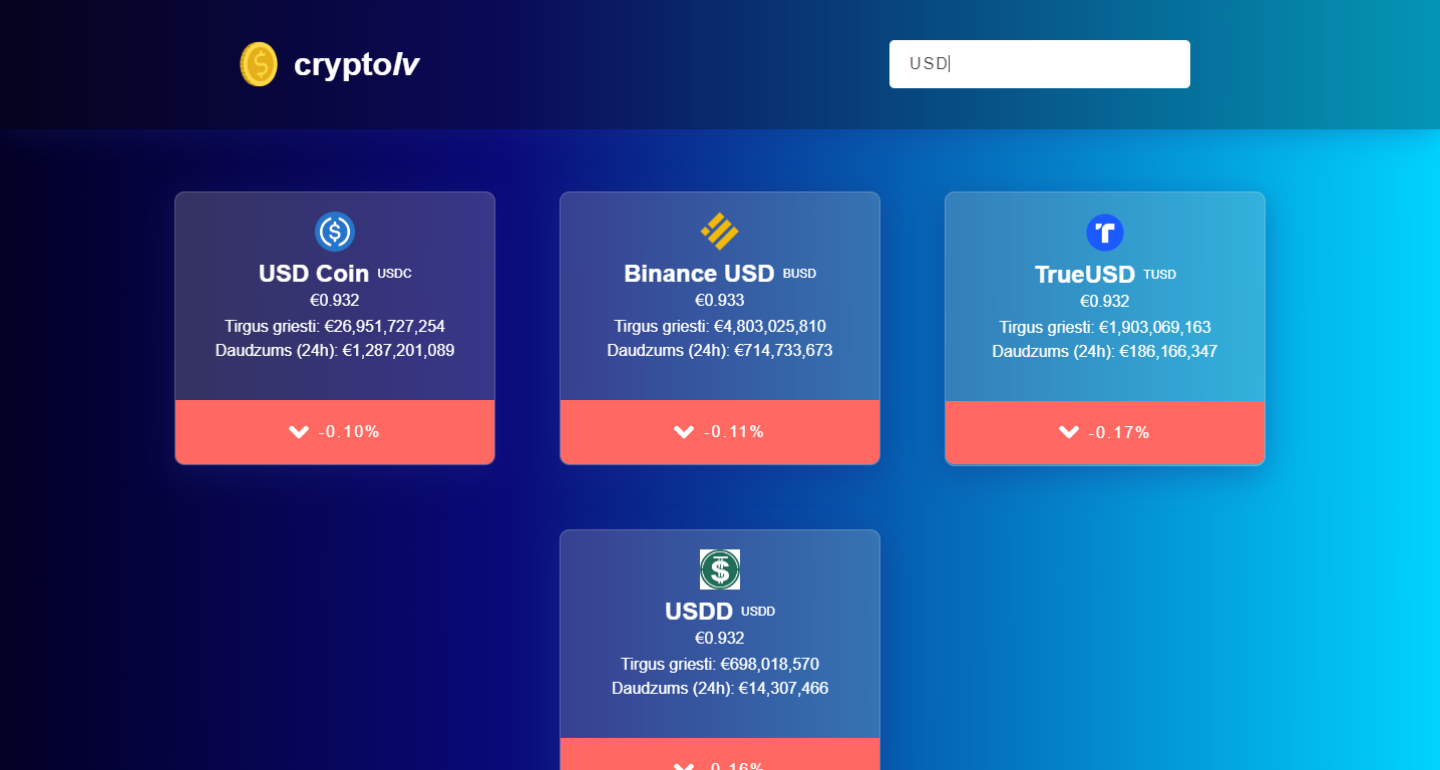 cryptolv
USD
USD Coin USDC
€0.932
Tirgus griesti: €26,951,727,254
Daudzums (24h): €1,287,201,089
-0.10%
Binance USD BUSD
€0.933
Tirgus griesti: €4,803,025,810
Daudzums (24h): €714,733,673
-0.11%
TrueUSD TUSD
€0.932
Tirgus griesti: €1,903,069,163
Daudzums (24h): €186,166,347
-0.17%
USDD USDD
€0.932
Tirgus griesti: €698,018,570
Daudzums (24h): €14,307,466
-0.16%